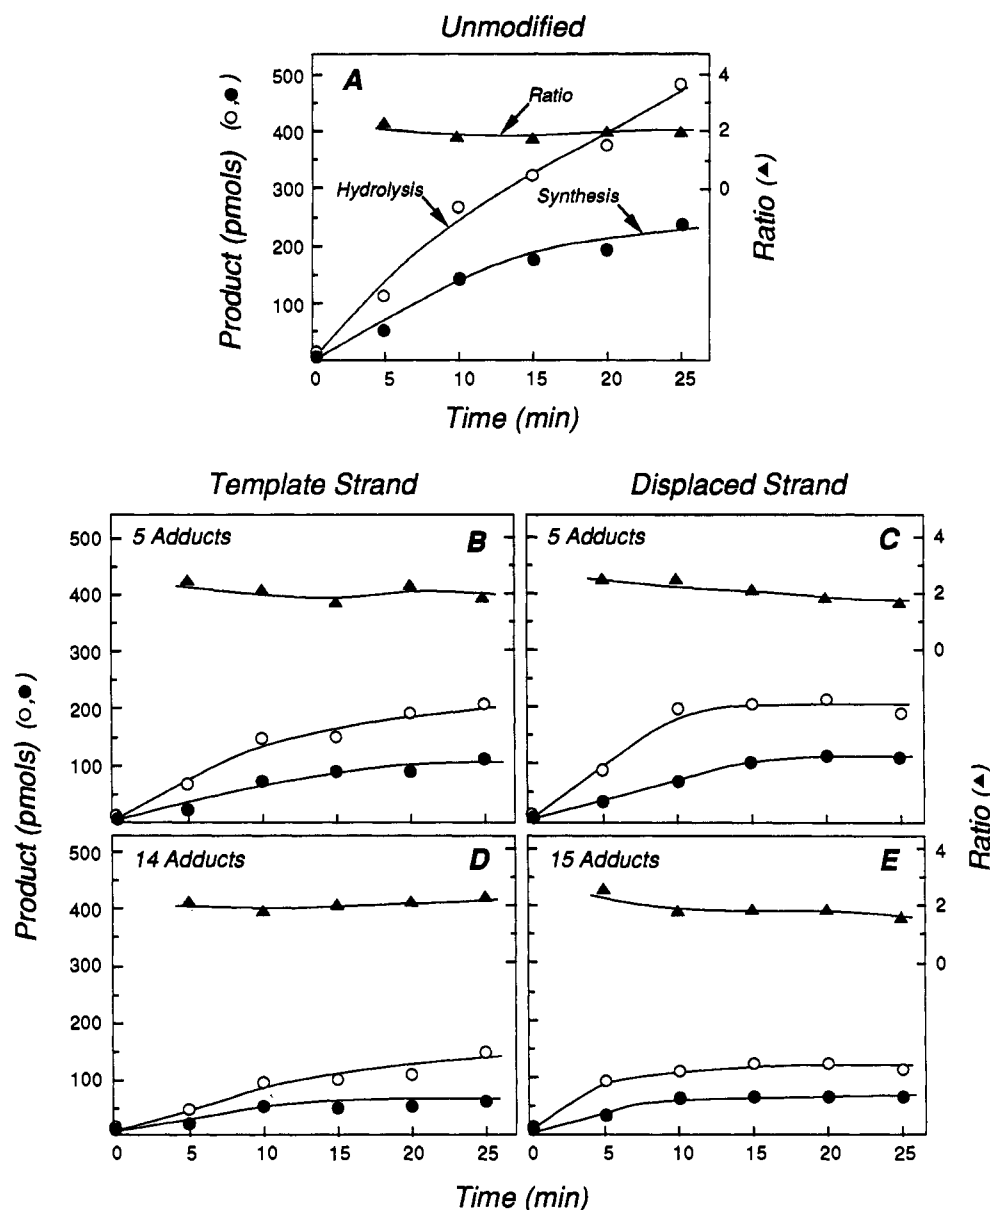 Unmodified
A
Product (pmols) (○,●)
500
400
300
200
100
Ratio
Hydrolysis
Synthesis
4
2
0
Ratio (▲)
0 5 10 15 20 25
Time (min)
Template Strand
Displaced Strand
Product (pmols) (○,●)
5 Adducts
B
500
400
300
200
100
5 Adducts
C
4
2
0
14 Adducts
D
500
400
300
200
100
15 Adducts
E
4
2
0
Ratio (▲)
0 5 10 15 20 25
0 5 10 15 20 25
Time (min)